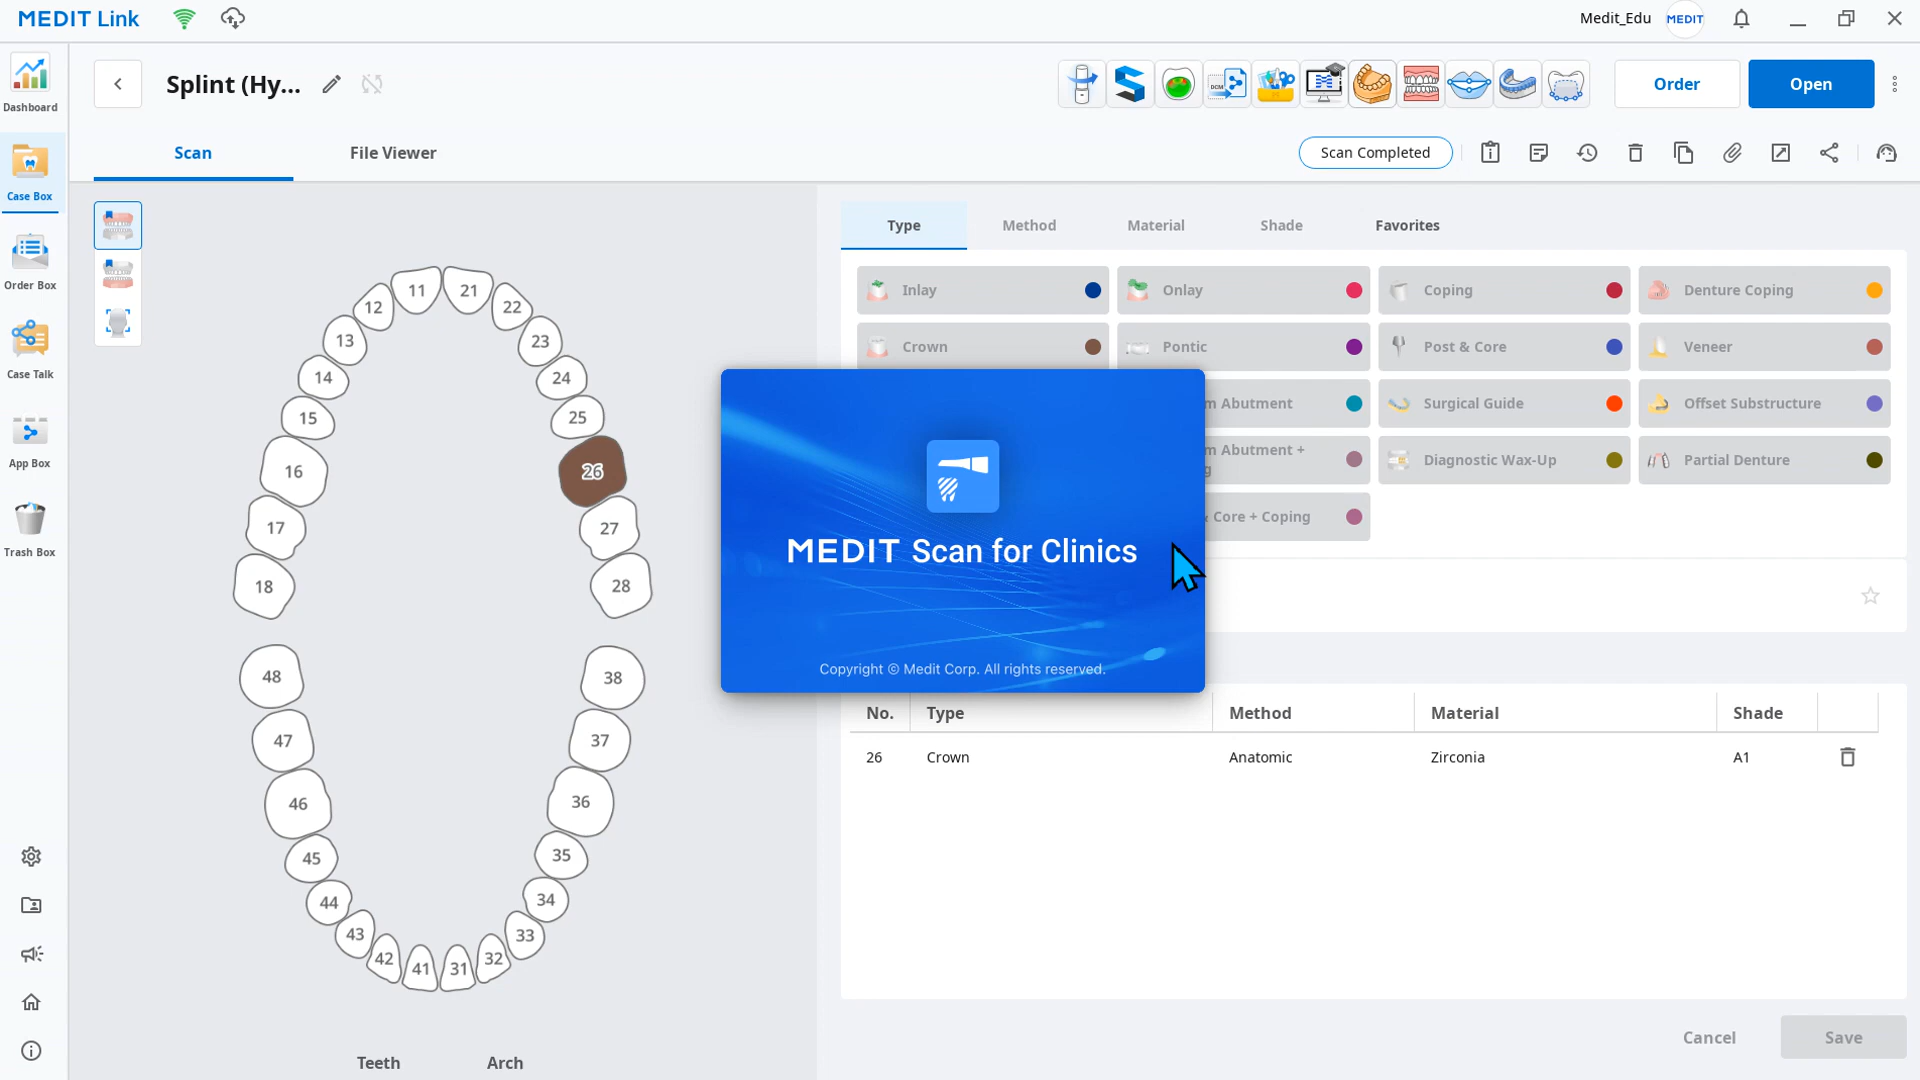 MEDIT Link
Medit_Edu
MEDIT
Dashboard
Case Box
Order Box
Case Talk
App Box
Trash Box
Splint (Hy...
Order
Open
Scan
File Viewer
Scan Completed
Type
Method
Material
Shade
Favorites
Inlay
Onlay
Coping
Denture Coping
Crown
Pontic
Post & Core
Veneer
m Abutment
Surgical Guide
Offset Substructure
m Abutment +
g
Diagnostic Wax-Up
Partial Denture
Core + Coping
MEDIT Scan for Clinics
Copyright © Medit Corp. All rights reserved.
11
21
12
22
13
23
14
24
15
25
16
26
17
27
18
28
48
38
47
37
46
36
45
35
44
34
43
33
42
32
41
31
Teeth
Arch
No.
Type
Method
Material
Shade
26
Crown
Anatomic
Zirconia
A1
Cancel
Save